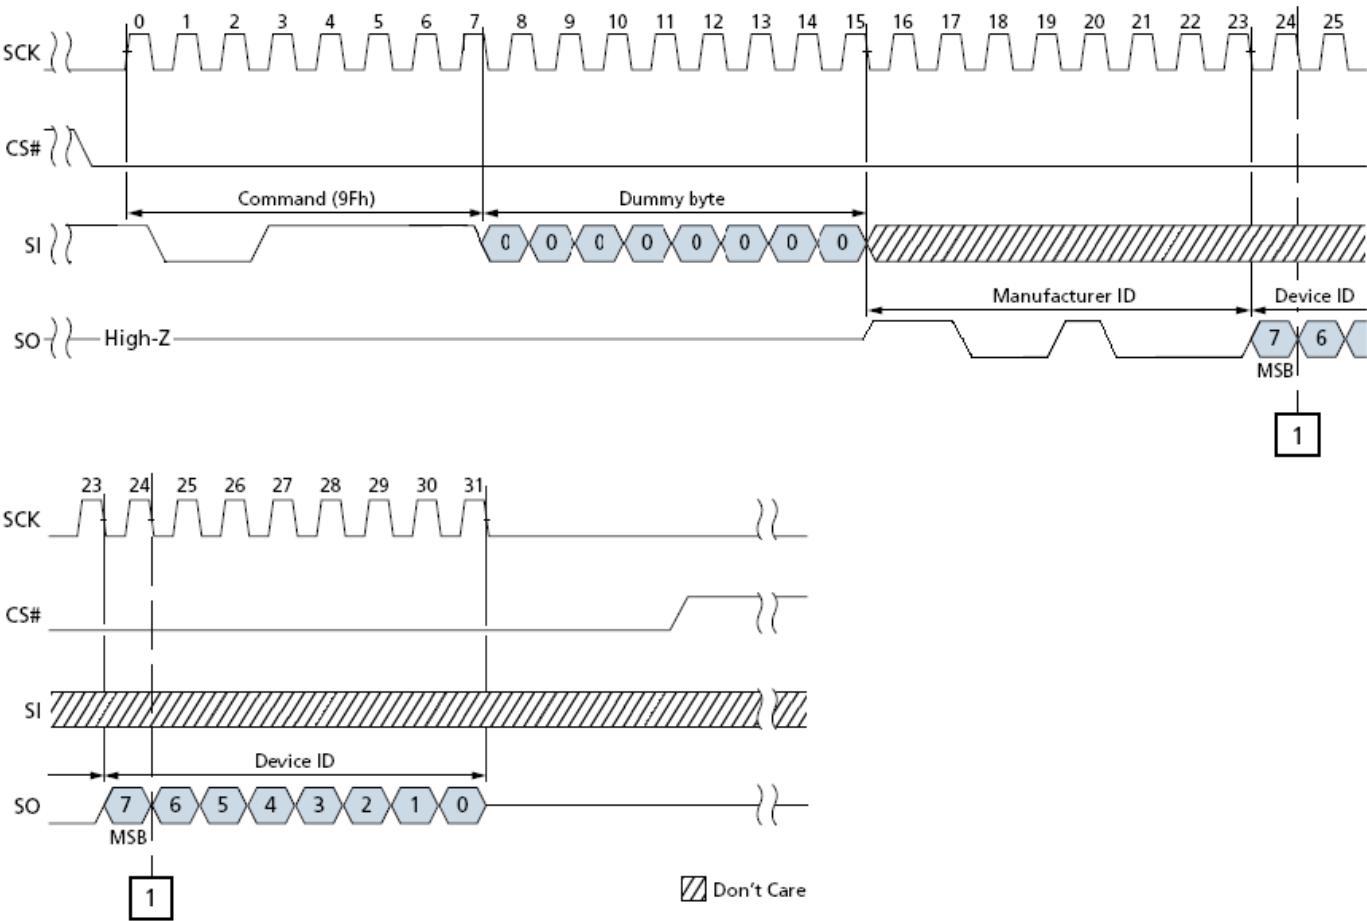 0 1 2 3 4 5 6 7 8 9 10 11 12 13 14 15 16 17 18 19 20 21 22 23 24 25
SCK
CS#
Command (9Fh) Dummy byte
SI 0 0 0 0 0 0 0 0
Manufacturer ID Device ID
SO High-Z 7 6
MSB
1
23 24 25 26 27 28 29 30 31
SCK
CS#
SI
Device ID
SO 7 6 5 4 3 2 1 0
MSB
1
Don't Care